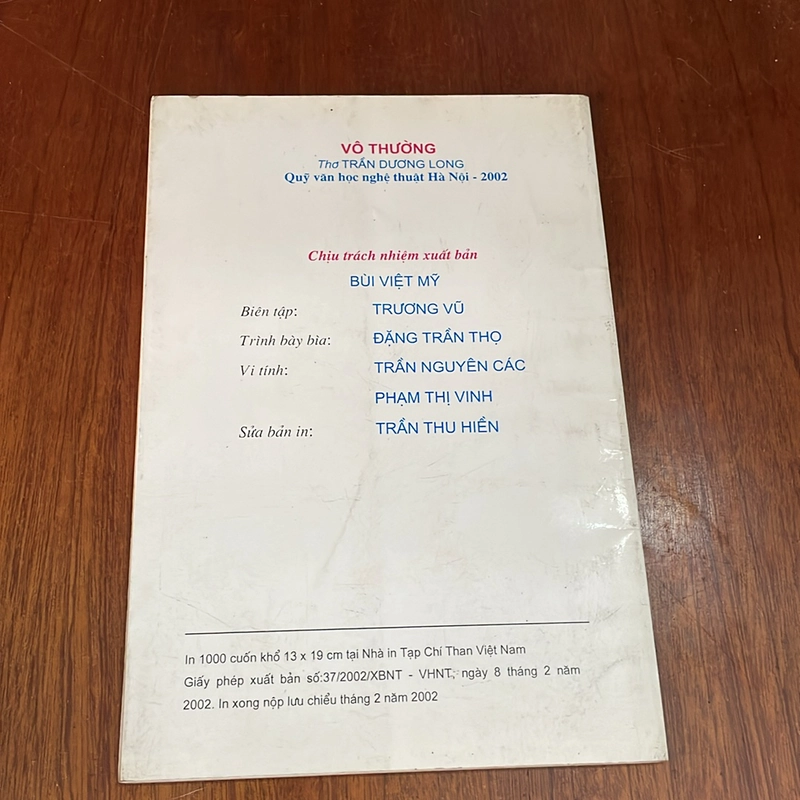 VÔ THƯỜNG
Thơ TRẦN DƯƠNG LONG
Quỹ văn học nghệ thuật Hà Nội - 2002
Chịu trách nhiệm xuất bản
BÙI VIỆT MỸ
Biên tập: TRƯƠNG VŨ
Trình bày bìa: ĐẶNG TRẦN THỌ
Vi tính: TRẦN NGUYÊN CÁC
PHẠM THỊ VINH
Sửa bản in: TRẦN THU HIỀN
In 1000 cuốn khổ 13 x 19 cm tại Nhà in Tạp Chí Than Việt Nam
Giấy phép xuất bản số:37/2002/XBNT - VHNT, ngày 8 tháng 2 năm
2002. In xong nộp lưu chiểu tháng 2 năm 2002